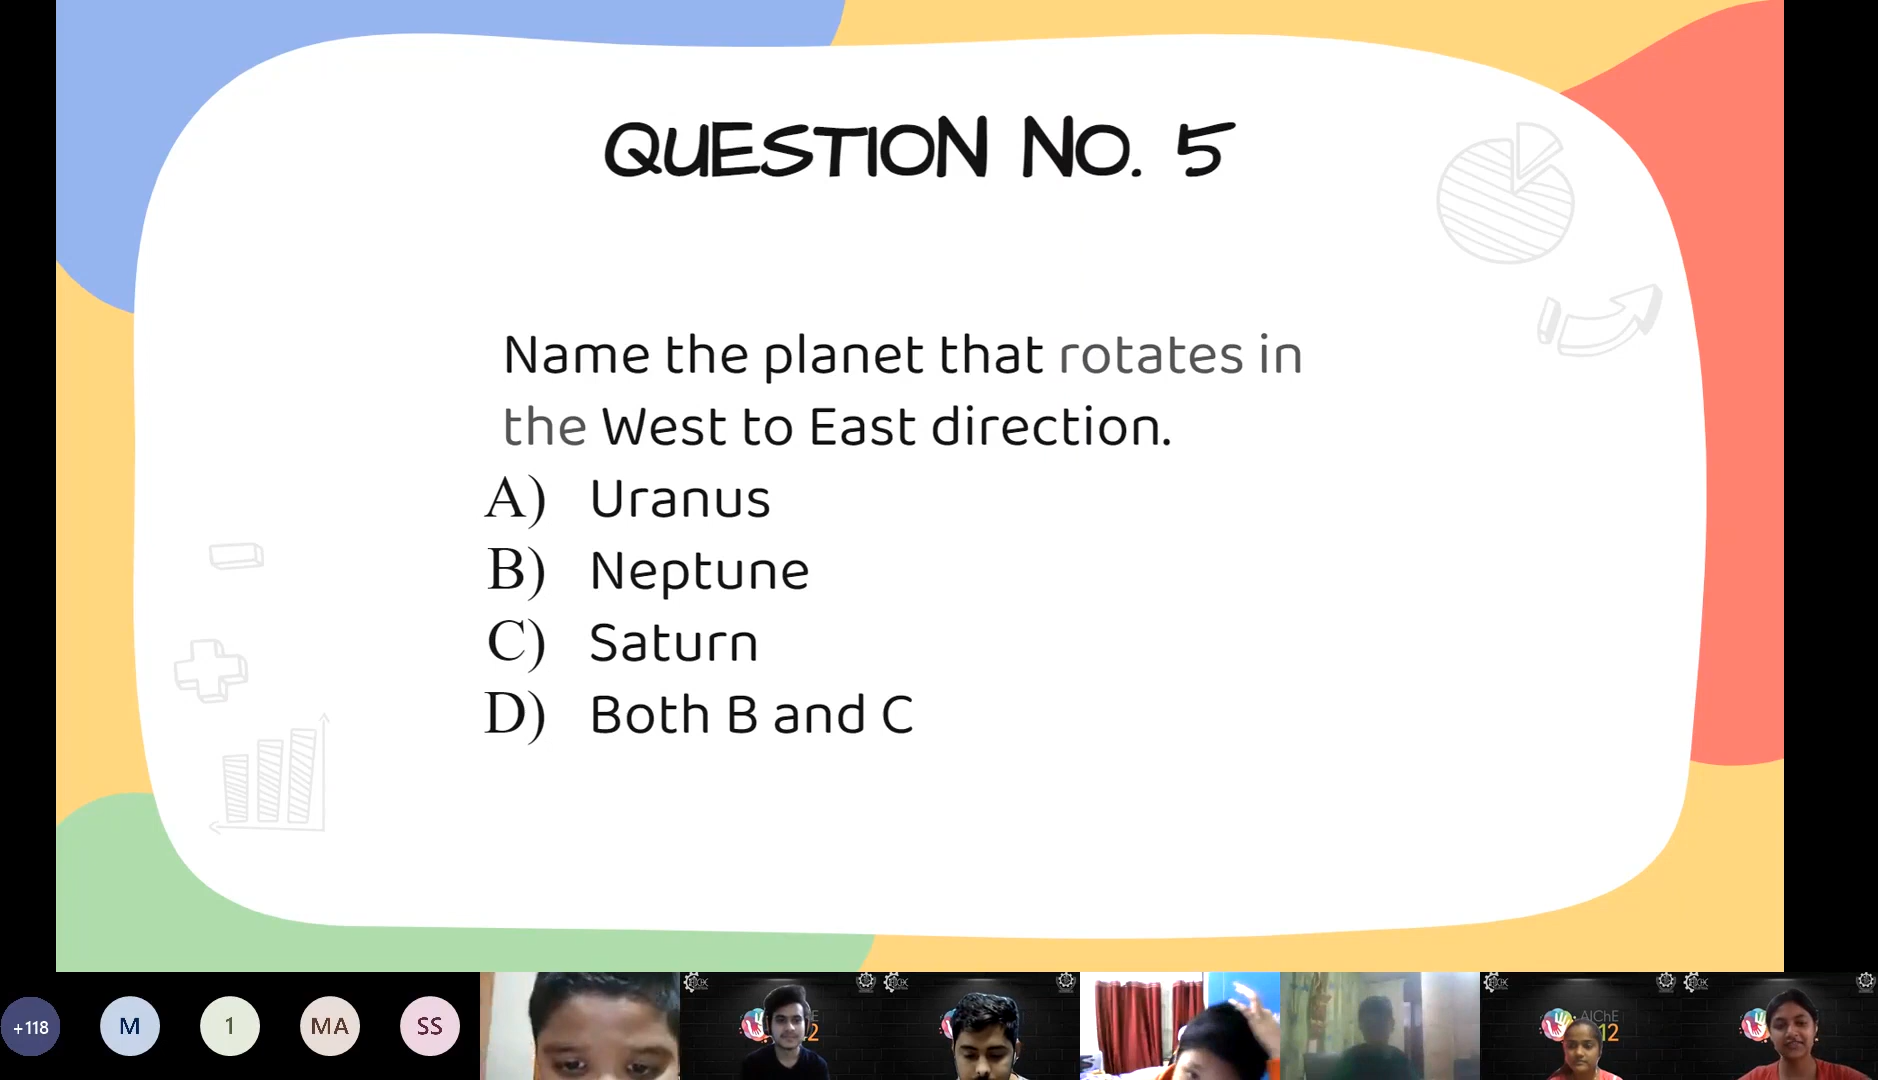 QUESTION NO. 5
Name the planet that rotates in
the West to East direction.
A) Uranus
B) Neptune
C) Saturn
D) Both B and C
+118
M
1
MA
SS
12
12
AIChE